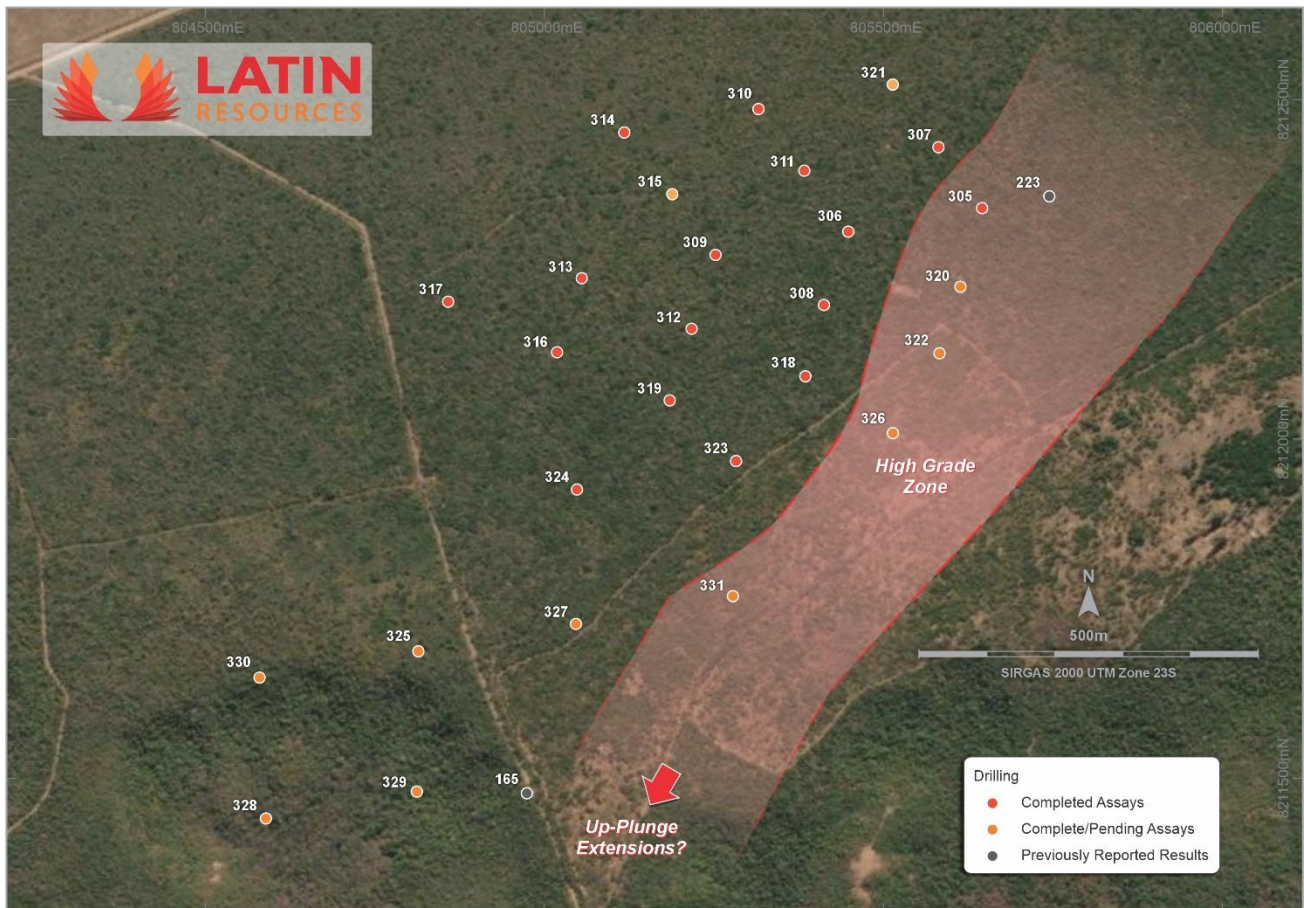 804500mE
805000mE
805500mE
806000mE
LATIN
RESOURCES
321
310
8212500mN
314
307
311
315
223
305
306
309
313
320
317
308
312
322
316
318
319
326
8212000mN
323
High Grade
Zone
324
N
331
500m
327
SIRGAS 2000 UTM Zone 23S
325
330
Drilling
165
329
8211500mN
Completed Assays
328
Up-Plunge
Extensions?
Complete/Pending Assays
Previously Reported Results